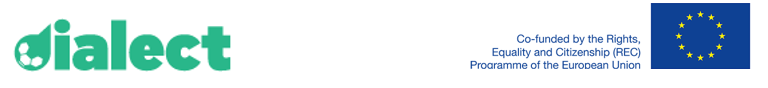 dialect
Co-funded by the Rights,
Equality and Citizenship (REC)
Programme of the European Union